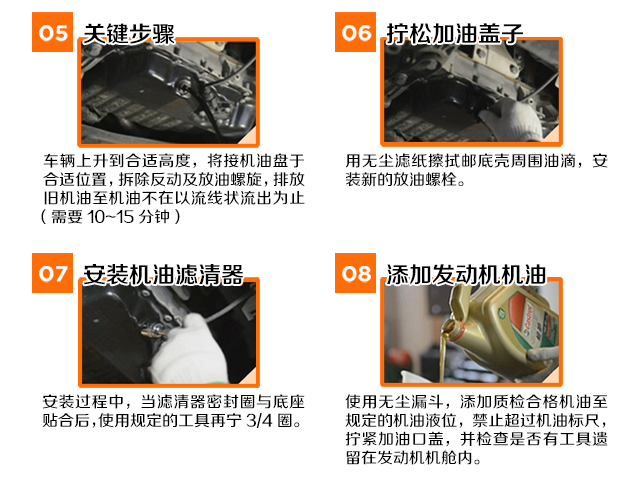 05 关键步骤
车辆上升到合适高度，将接机油盘于
合适位置，拆除反动及放油螺旋，排放
旧机油至机油不在以流线状流出为止
（需要 10~15 分钟）
06 拧松加油盖子
用无尘滤纸擦拭邮底壳周围油滴，安
装新的放油螺栓。
07 安装机油滤清器
安装过程中，当滤清器密封圈与底座
贴合后，使用规定的工具再宁 3/4 圈。
08 添加发动机机油
Castrol
使用无尘漏斗，添加质检合格机油至
规定的机油液位，禁止超过机油标尺，
拧紧加油口盖，并检查是否有工具遗
留在发动机机舱内。